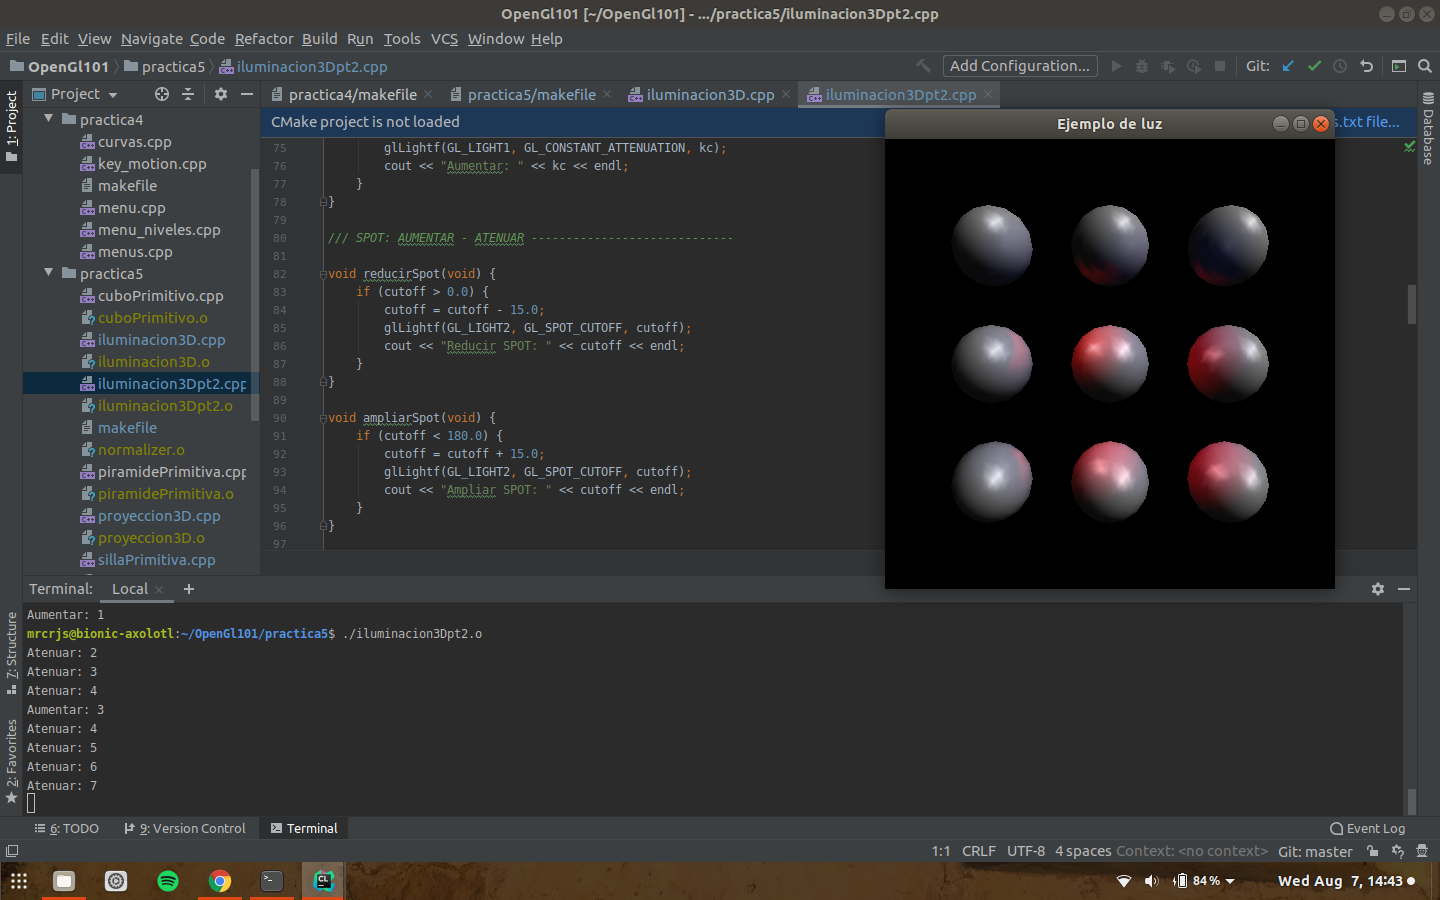 OpenGl101 [~/OpenGl101] - .../practica5/iluminacion3Dpt2.cpp
File Edit View Navigate Code Refactor Build Run Tools VCS Window Help
OpenGl101 practica5 iluminacion3Dpt2.cpp Add Configuration... Git:
1: Project
Project
practica4
curvas.cpp
key_motion.cpp
makefile
menu.cpp
menu_niveles.cpp
menus.cpp
practica5
cuboPrimitivo.cpp
cuboPrimitivo.o
iluminacion3D.cpp
iluminacion3D.o
iluminacion3Dpt2.cpp
iluminacion3Dpt2.o
makefile
normalizer.o
piramidePrimitiva.cpp
piramidePrimitiva.o
proyeccion3D.cpp
proyeccion3D.o
sillaPrimitiva.cpp
practica4/makefile practica5/makefile iluminacion3D.cpp iluminacion3Dpt2.cpp
CMake project is not loaded
s.txt file...
75 glLightf(GL_LIGHT1, GL_CONSTANT_ATTENUATION, kc);
76 cout << "Aumentar: " << kc << endl;
77 }
78 }
79
80 /// SPOT: AUMENTAR - ATENUAR -----------------------------
81
82 void reducirSpot(void) {
83 if (cutoff > 0.0) {
84 cutoff = cutoff - 15.0;
85 glLightf(GL_LIGHT2, GL_SPOT_CUTOFF, cutoff);
86 cout << "Reducir SPOT: " << cutoff << endl;
87 }
88 }
89
90 void ampliarSpot(void) {
91 if (cutoff < 180.0) {
92 cutoff = cutoff + 15.0;
93 glLightf(GL_LIGHT2, GL_SPOT_CUTOFF, cutoff);
94 cout << "Ampliar SPOT: " << cutoff << endl;
95 }
96 }
97
Ejemplo de luz
Database
Terminal: Local +
Aumentar: 1
mrcrjs@bionic-axolotl:~/OpenGl101/practica5$ ./iluminacion3Dpt2.o
Atenuar: 2
Atenuar: 3
Atenuar: 4
Aumentar: 3
Atenuar: 4
Atenuar: 5
Atenuar: 6
Atenuar: 7
7: Structure
2: Favorites
6: TODO 9: Version Control Terminal Event Log
1:1 CRLF UTF-8 4 spaces Context: <no context> Git: master
84 % Wed Aug 7, 14:43